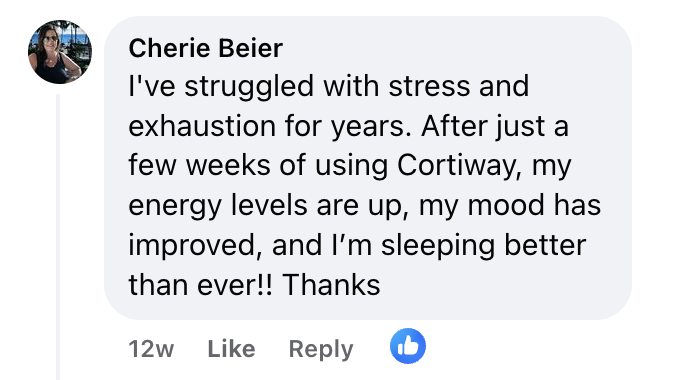 Cherie Beier
I've struggled with stress and
exhaustion for years. After just a
few weeks of using Cortiway, my
energy levels are up, my mood has
improved, and I’m sleeping better
than ever!! Thanks
12w Like Reply